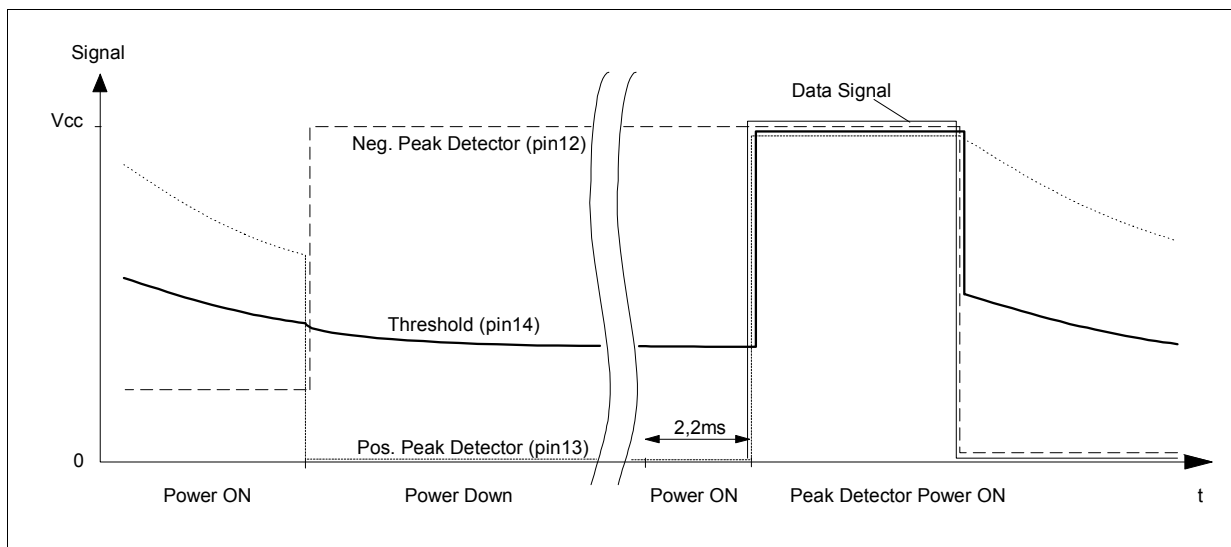 Signal
Data Signal
Vcc
Neg. Peak Detector (pin12)
Threshold (pin14)
2,2ms
Pos. Peak Detector (pin13)
0
Power ON
Power Down
Power ON
Peak Detector Power ON
t